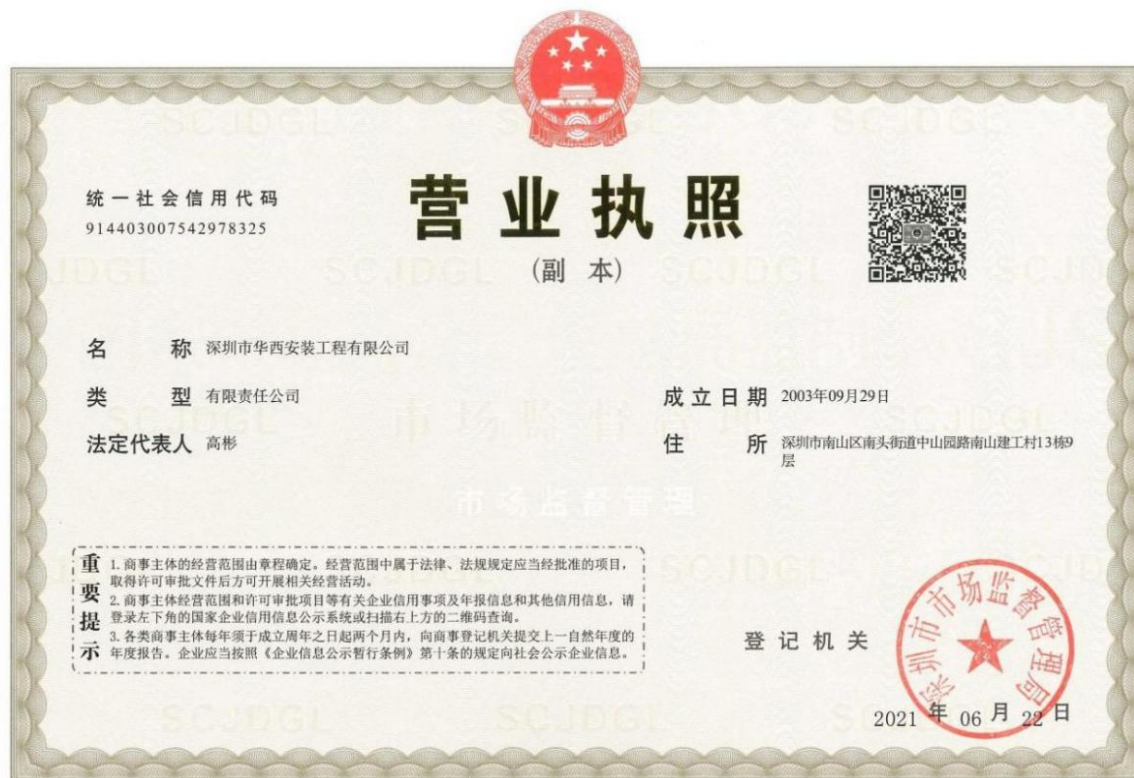 统一社会信用代码
914403007542978325
营业执照
(副 本)
名 称 深圳市华西安装工程有限公司
类 型 有限责任公司
法定代表人 高彬
成立日期 2003年09月29日
住 所 深圳市南山区南头街道中山园路南山建工村13栋9
层
重要提示
1. 商事主体的经营范围由章程确定。经营范围中属于法律、法规规定应当经批准的项目，
取得许可审批文件后方可开展相关经营活动。
2. 商事主体经营范围和许可审批项目等有关企业信用事项及年报信息和其他信用信息，请
登录左下角的国家企业信用信息公示系统或扫描右上方的二维码查询。
3. 各类商事主体每年须于成立周年之日起两个月内，向商事登记机关提交上一自然年度的
年度报告。企业应当按照《企业信息公示暂行条例》第十条的规定向社会公示企业信息。
登记机关
深圳市市场监督管理局
2021 年 06 月 22 日
SCJDGL
市场监督管理